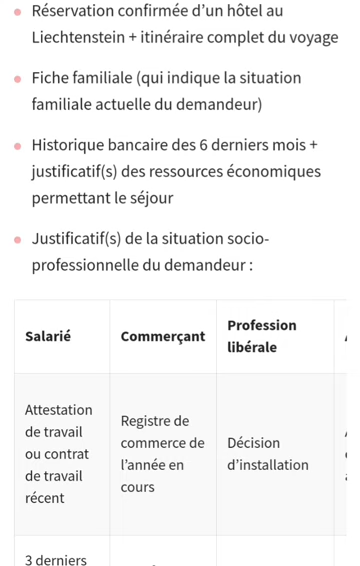 Réservation confirmée d'un hôtel au
Liechtenstein + itinéraire complet du voyage
Fiche familiale (qui indique la situation
familiale actuelle du demandeur)
Historique bancaire des 6 derniers mois +
justificatif(s) des ressources économiques
permettant le séjour
Justificatif(s) de la situation socio-
professionnelle du demandeur :
Salarié
Commerçant
Profession
libérale
Attestation
de travail
ou contrat
de travail
récent
Registre de
commerce de
l'année en
cours
Décision
d'installation
3 derniers